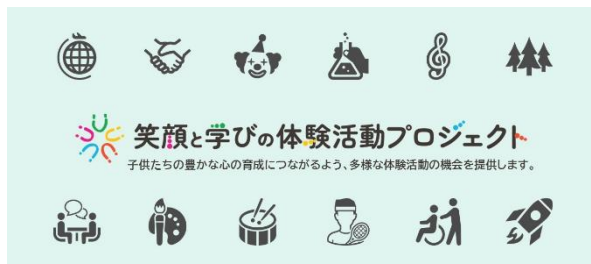 笑顔と学びの体験活動プロジェクト
子供たちの豊かな心の育成につながるよう、多様な体験活動の機会を提供します。